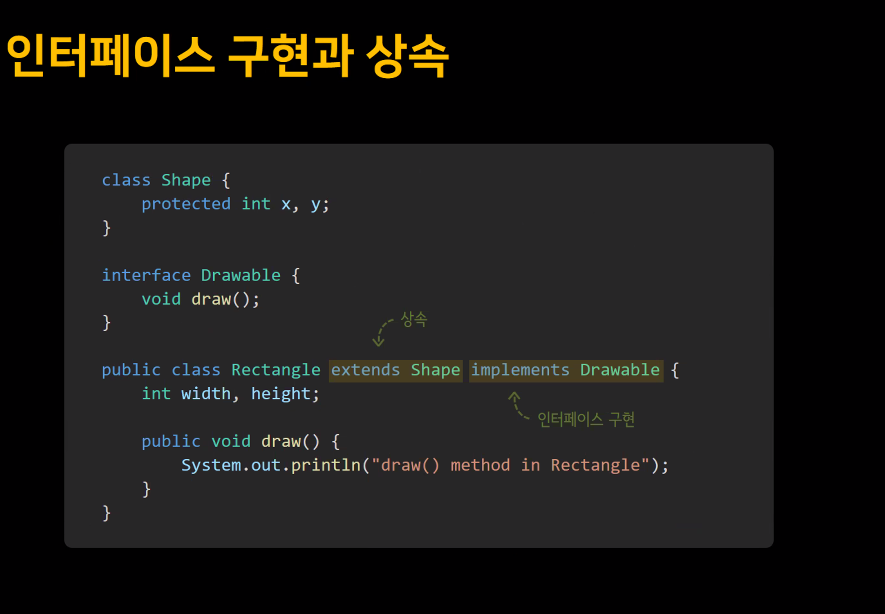 인터페이스 구현과 상속
class Shape {
    protected int x, y;
}
interface Drawable {
    void draw();
}
상속
public class Rectangle extends Shape implements Drawable {
    int width, height;
인터페이스 구현
    public void draw() {
        System.out.println("draw() method in Rectangle");
    }
}